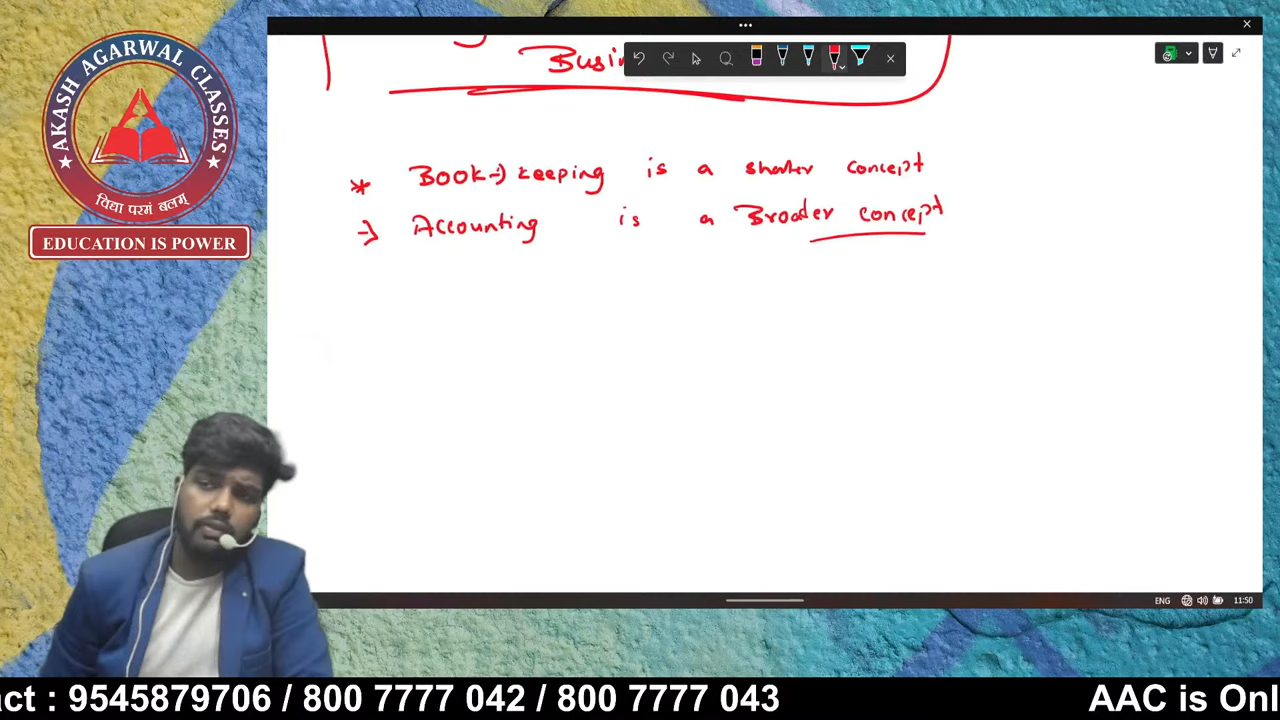 AKASH AGARWAL CLASSES
विद्या परमं बलम्
EDUCATION IS POWER
* Book-) keeping is a shorter concept
→ Accounting is a Broader concept
ENG 11:50
act : 9545879706 / 800 7777 042 / 800 7777 043 AAC is Onl